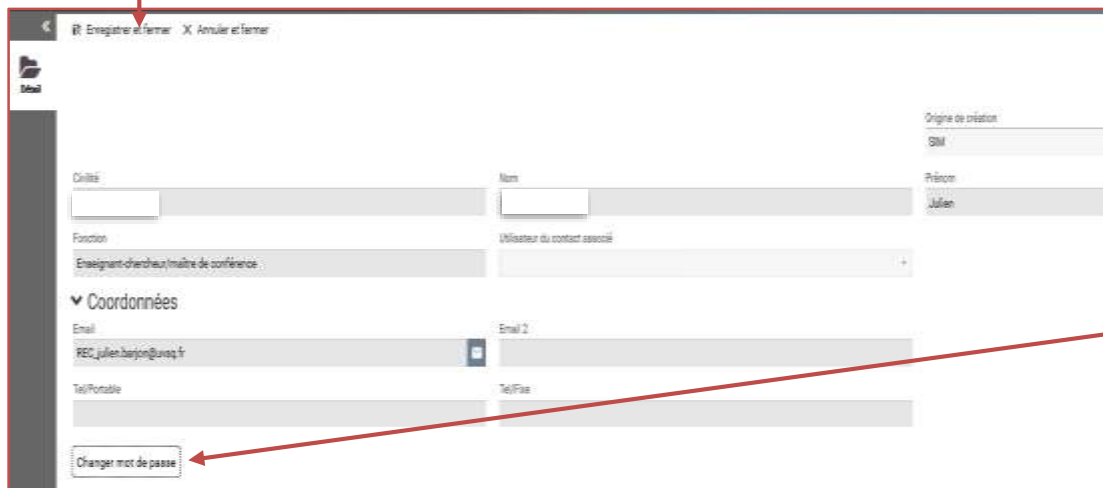 Enregistrer et fermer X Annuler et fermer
Détail
Origine de création
SIM
Civilité Nom Prénom
Julien
Fonction Utilisateur du contact associé
Enseignant-chercheur/maître de conférence
Coordonnées
Email Email 2
REC_julien.barjon@uvsq.fr
Tel/Portable Tel/Fixe
Changer mot de passe